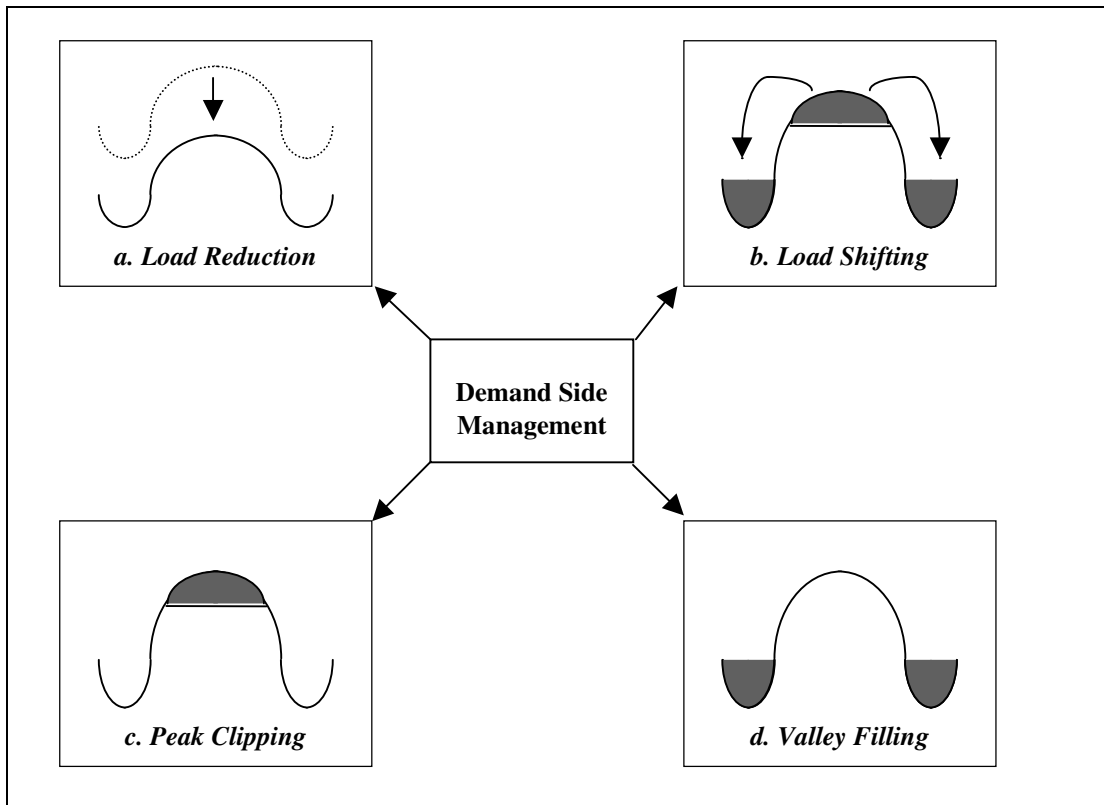 a. Load Reduction
b. Load Shifting
Demand Side
Management
c. Peak Clipping
d. Valley Filling